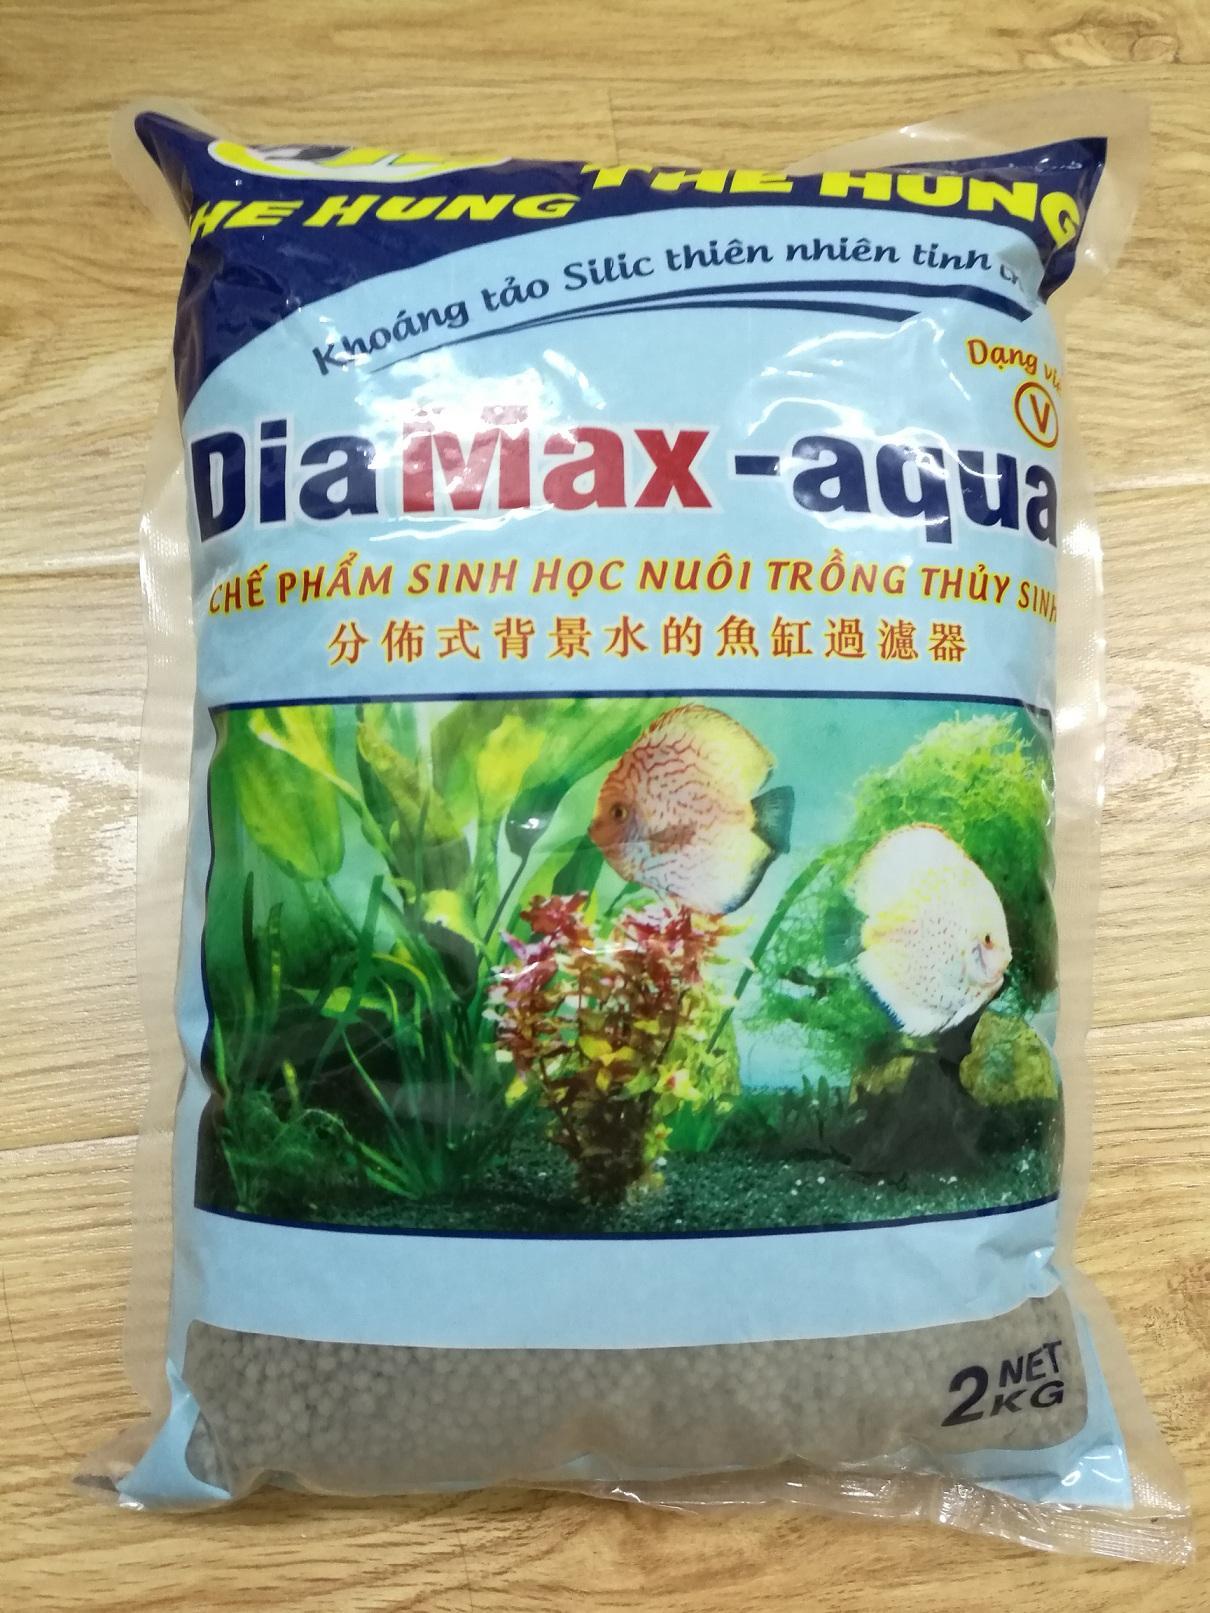 THE HUNG
THE HUNG
Khoáng tảo Silic thiên nhiên tinh
Dạng
V
DiaMax-aqua
CHẾ PHẨM SINH HỌC NUÔI TRỒNG THỦY SINH
分佈式背景水的魚缸過濾器
2 NET
KG